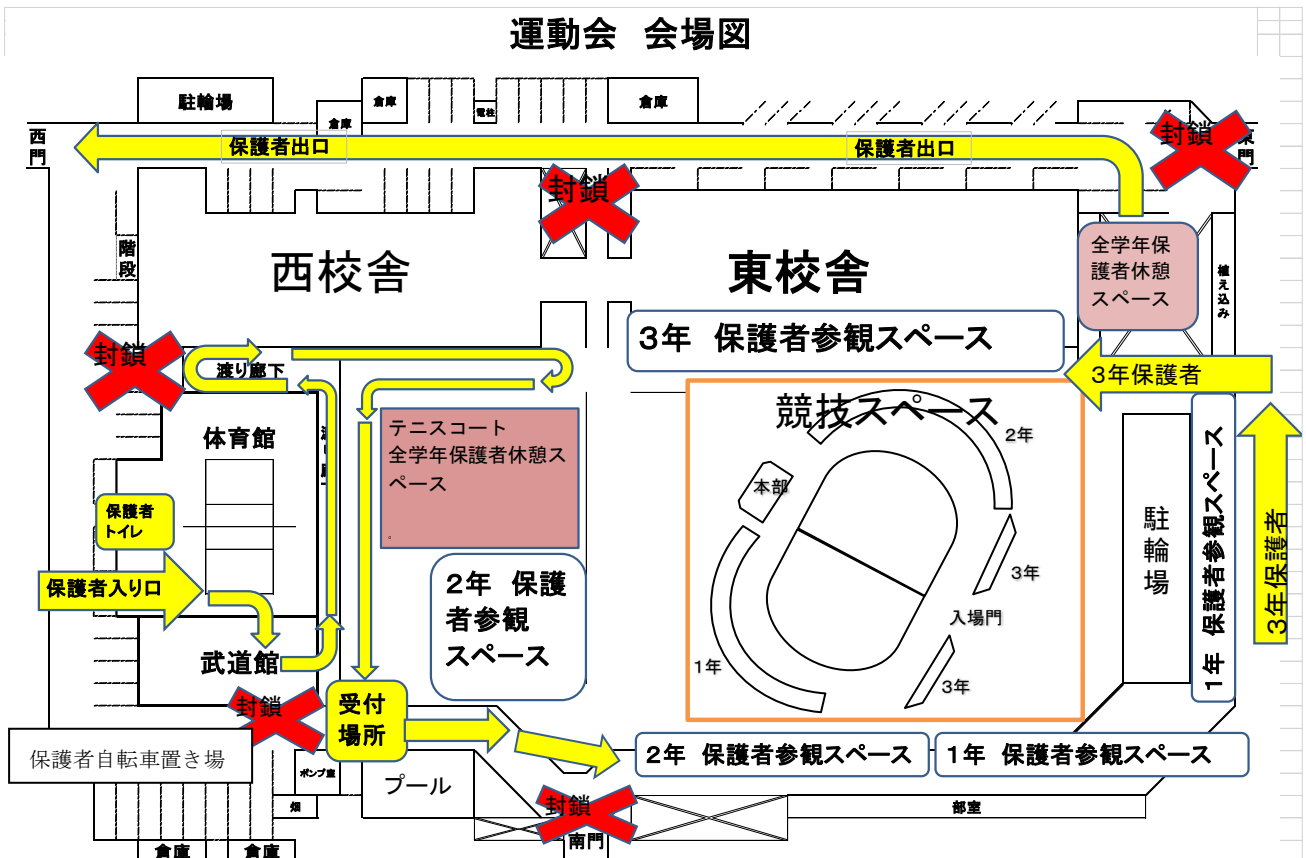 運動会 会場図
駐輪場
倉庫
倉庫
電柱
倉庫
西門
保護者出口
保護者出口
封鎖
東門
封鎖
階段
西校舎
東校舎
全学年保
護者休憩
スペース
植え込み
3年 保護者参観スペース
封鎖
渡り廊下
3年保護者
競技スペース
体育館
テニスコート
全学年保護者休憩ス
ペース
2年
本部
保護者
トイレ
駐輪場
1年 保護者参観スペース
3年保護者
保護者入り口
2年 保護
者参観
スペース
3年
入場門
武道館
1年
3年
封鎖
受付
場所
保護者自転車置き場
2年 保護者参観スペース
1年 保護者参観スペース
ポンプ室
プール
畑
封鎖
部室
南門
倉庫
倉庫